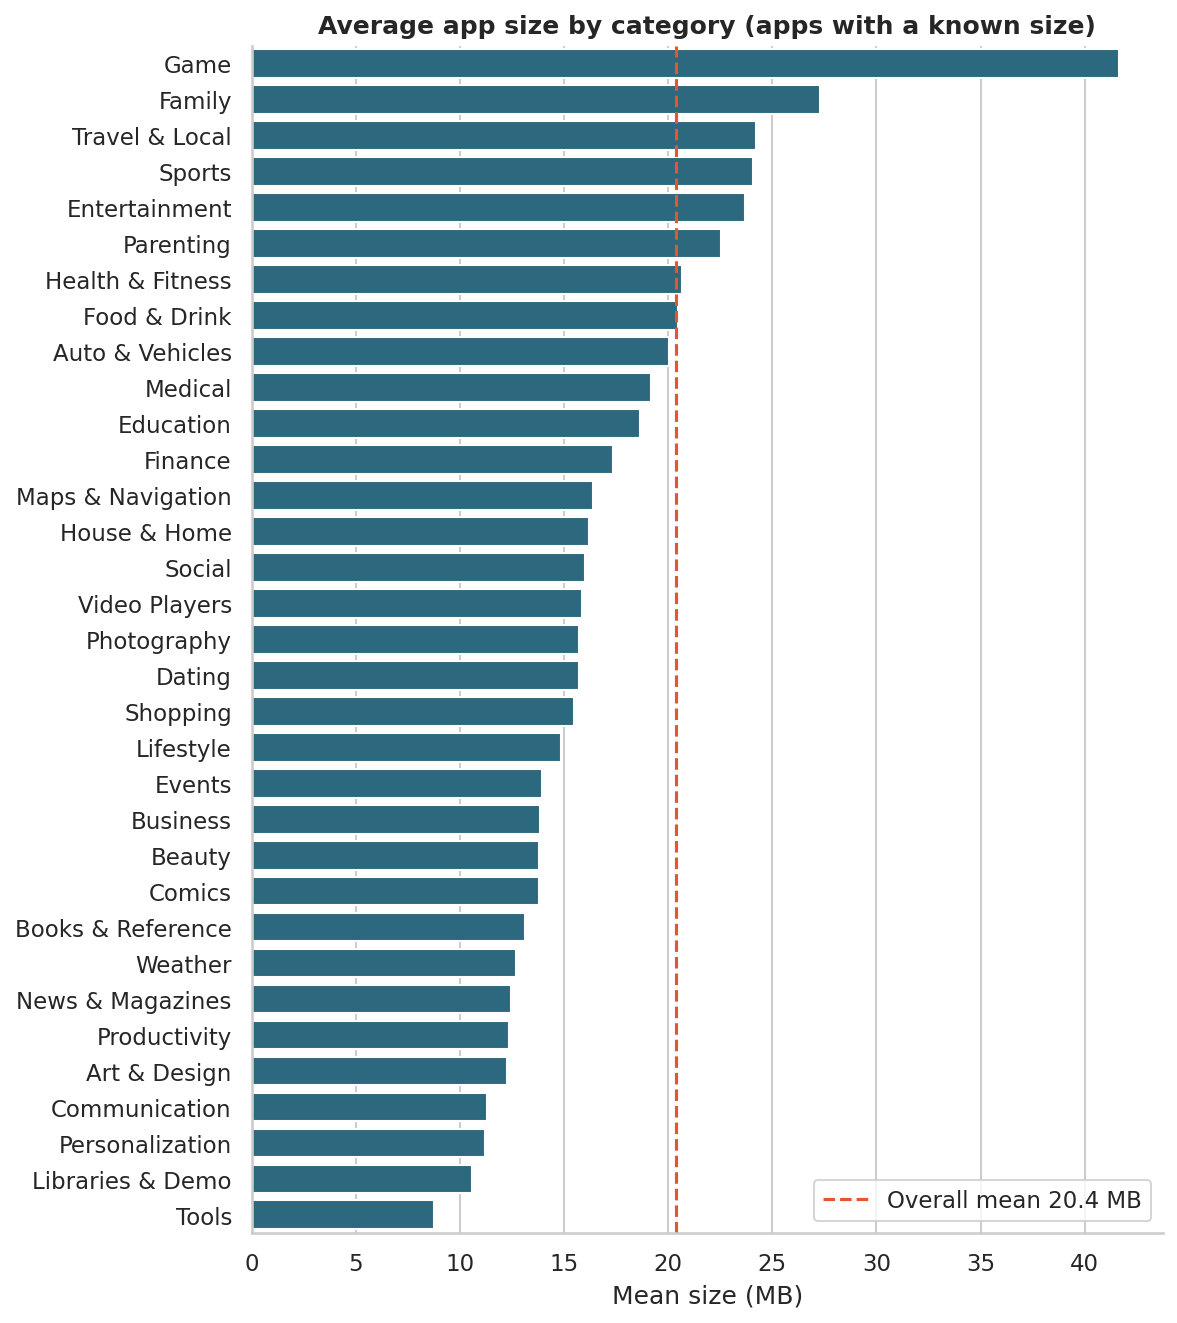 Average app size by category (apps with a known size)
Game
Family
Travel & Local
Sports
Entertainment
Parenting
Health & Fitness
Food & Drink
Auto & Vehicles
Medical
Education
Finance
Maps & Navigation
House & Home
Social
Video Players
Photography
Dating
Shopping
Lifestyle
Events
Business
Beauty
Comics
Books & Reference
Weather
News & Magazines
Productivity
Art & Design
Communication
Personalization
Libraries & Demo
Tools
Overall mean 20.4 MB
0 5 10 15 20 25 30 35 40
Mean size (MB)